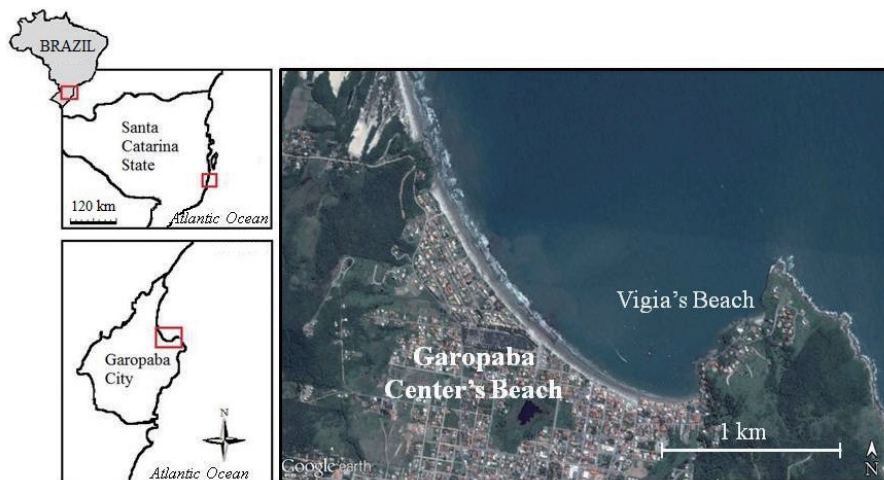 BRAZIL
Santa
Catarina
State
120 km
Atlantic Ocean
Garopaba
City
N
Atlantic Ocean
Vigia's Beach
Garopaba
Center's Beach
1 km
N
Google earth